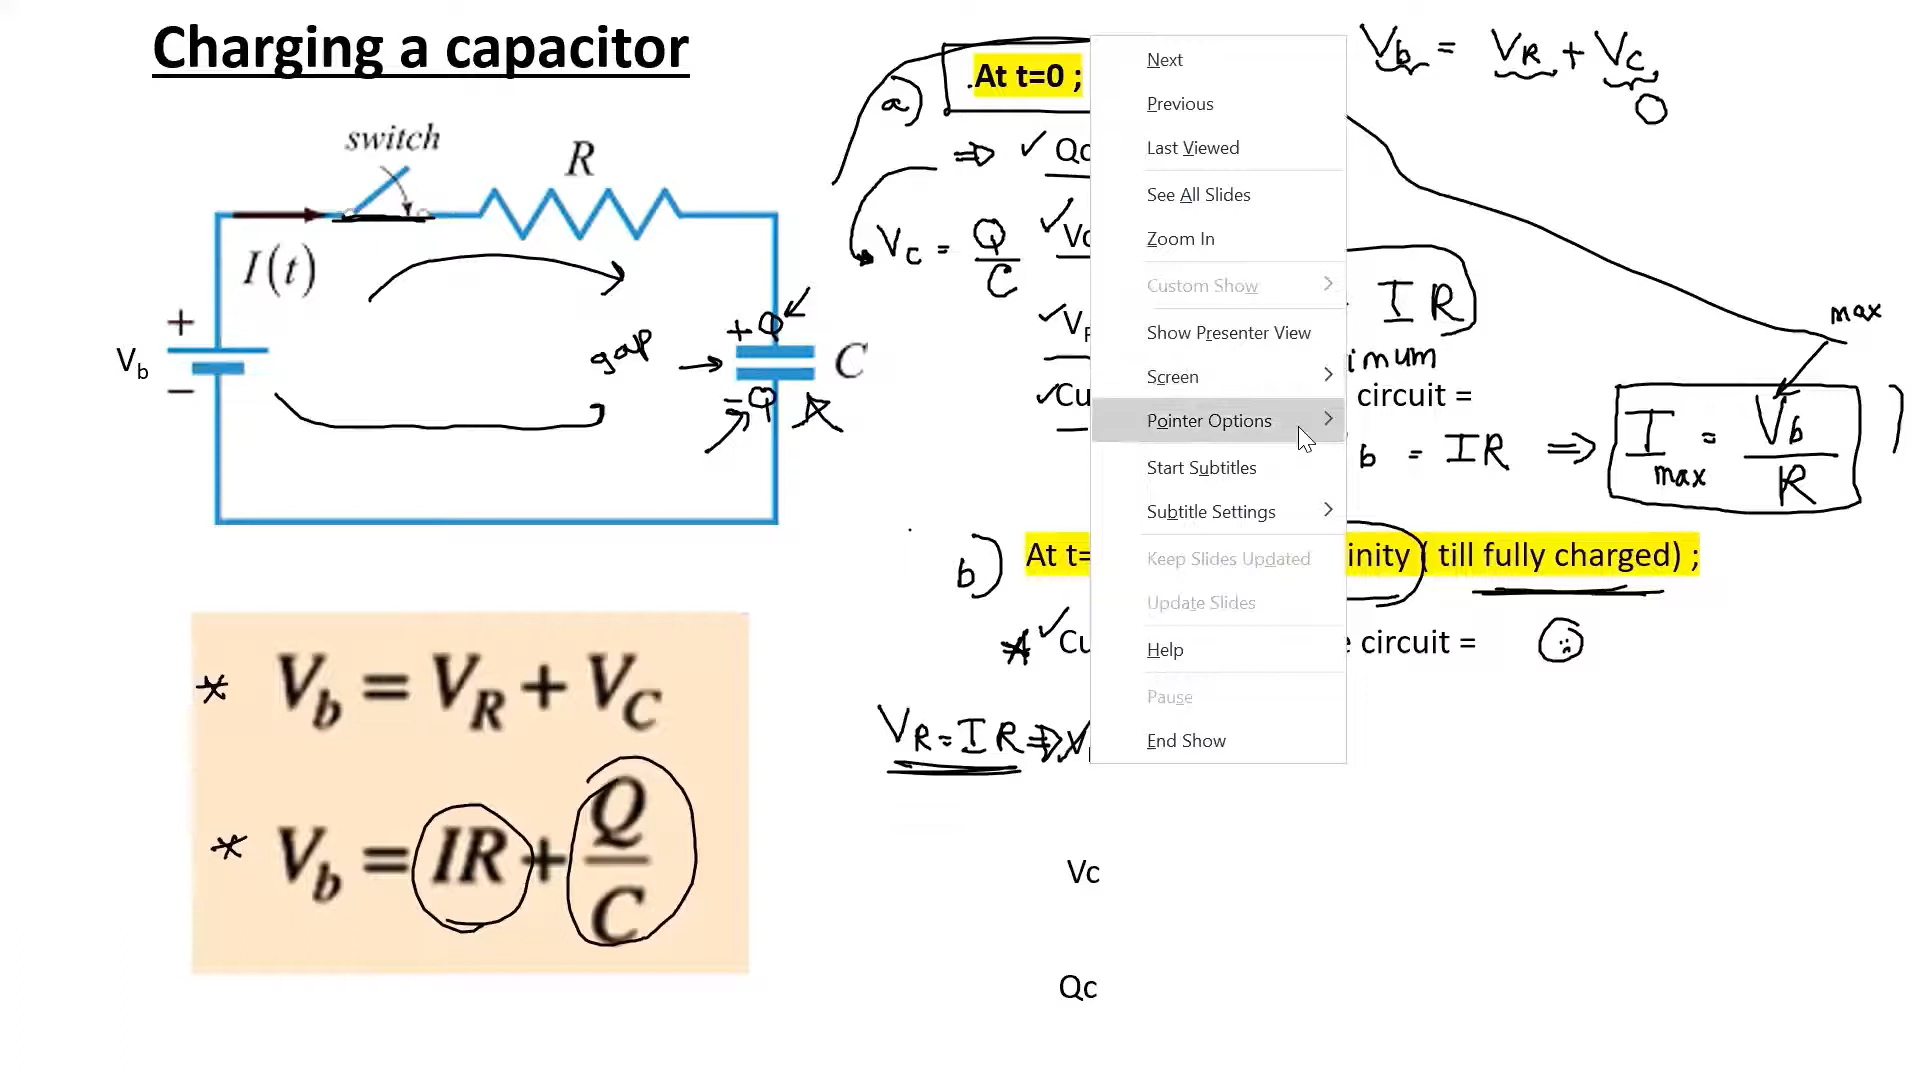 Charging a capacitor
switch
R
I(t)
+
Vb
−
gap
+Q
-Q
C
* Vb = VR + VC
* Vb = IR + Q/C
a)
.At t=0 ;
Vb = VR + VC
0
⇒ ✓ Qc
VC = Q/C
✓ Vc
IR
✓ V
imum
✓Cu
circuit =
b = IR ⇒ Imax = Vb/R
max
b) At t=
inity ( till fully charged) ;
✓ Cu
e circuit =
VR = IR ⇒
Vc
Qc
Next
Previous
Last Viewed
See All Slides
Zoom In
Custom Show
Show Presenter View
Screen
Pointer Options
Start Subtitles
Subtitle Settings
Keep Slides Updated
Update Slides
Help
Pause
End Show